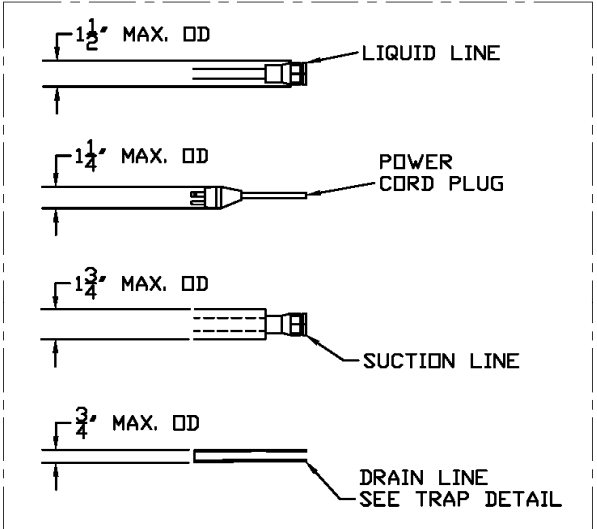 1 1/2" MAX. OD
LIQUID LINE
1 1/4" MAX. OD
POWER
CORD PLUG
1 3/4" MAX. OD
SUCTION LINE
3/4" MAX. OD
DRAIN LINE
SEE TRAP DETAIL